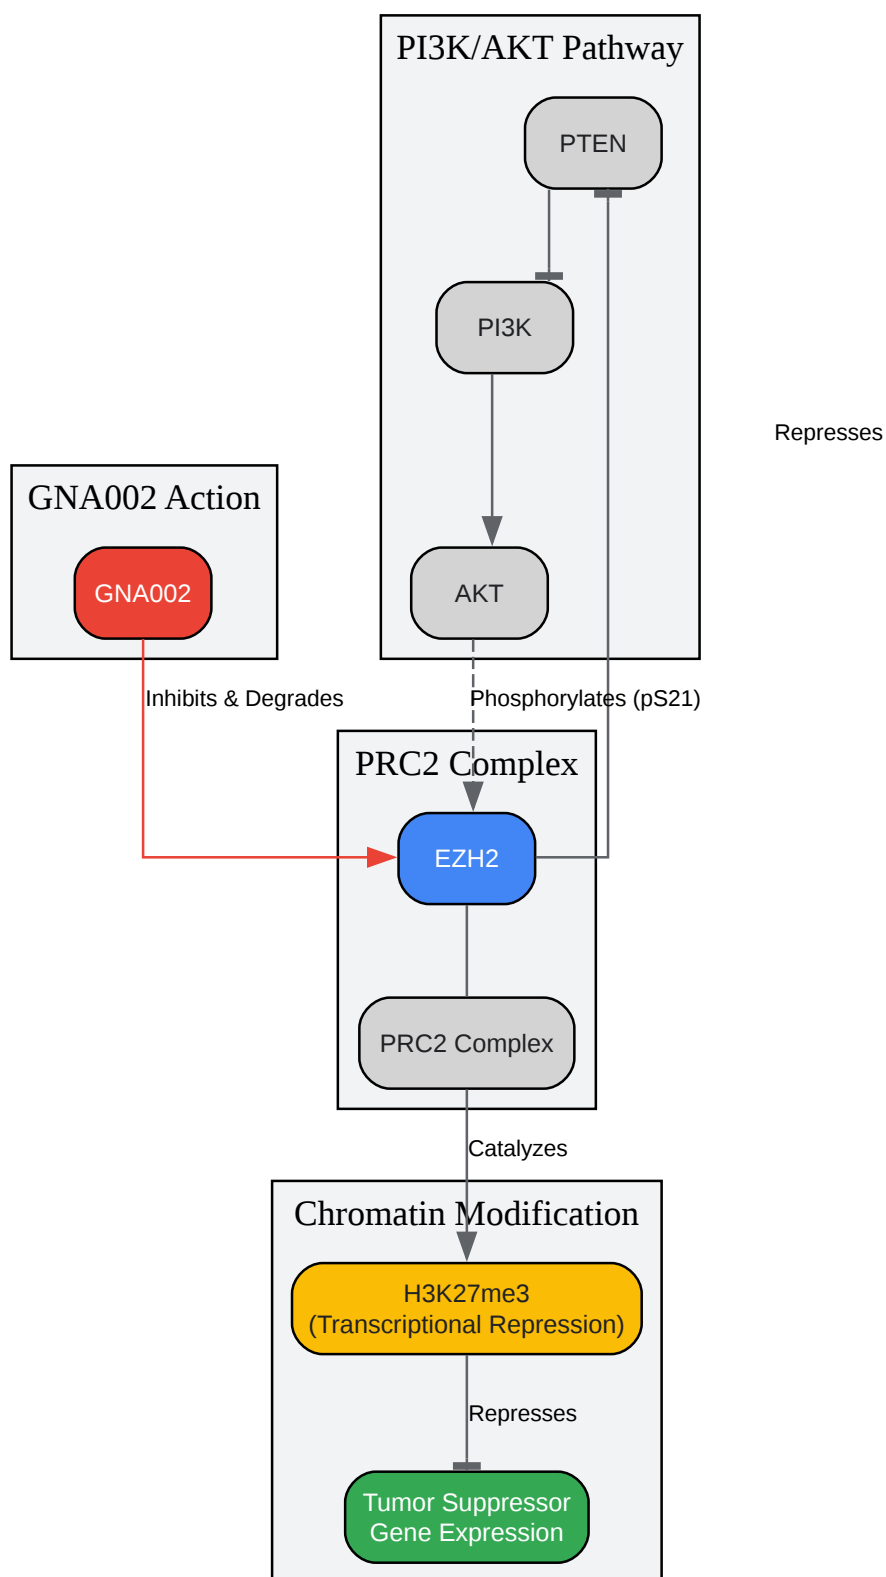 PI3K/AKT Pathway
PTEN
PI3K
Represses
GNA002 Action
GNA002
AKT
Inhibits & Degrades
Phosphorylates (pS21)
PRC2 Complex
EZH2
PRC2 Complex
Catalyzes
Chromatin Modification
H3K27me3
(Transcriptional Repression)
Represses
Tumor Suppressor
Gene Expression